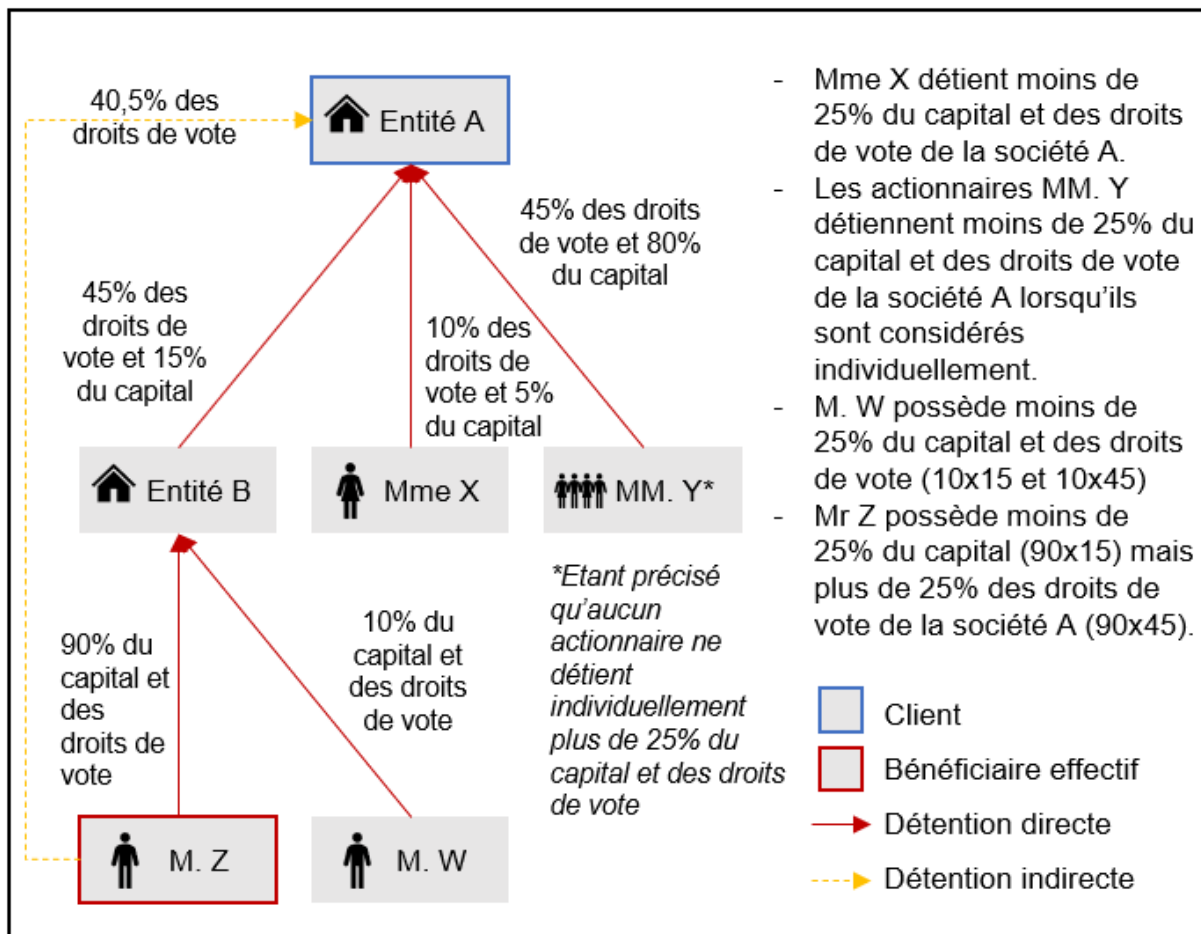 40,5% des
droits de vote
Entité A
45% des droits
de vote et 80%
du capital
45% des
droits de
vote et 15%
du capital
10% des
droits de
vote et 5%
du capital
Entité B
Mme X
MM. Y*
90% du
capital et
des
droits de
vote
10% du
capital et
des droits
de vote
*Etant précisé
qu’aucun
actionnaire ne
détient
individuellement
plus de 25% du
capital et des droits
de vote
M. Z
M. W
- Mme X détient moins de
25% du capital et des droits
de vote de la société A.
- Les actionnaires MM. Y
détiennent moins de 25% du
capital et des droits de vote
de la société A lorsqu’ils
sont considérés
individuellement.
- M. W possède moins de
25% du capital et des droits
de vote (10x15 et 10x45)
- Mr Z possède moins de
25% du capital (90x15) mais
plus de 25% des droits de
vote de la société A (90x45).
Client
Bénéficiaire effectif
Détention directe
Détention indirecte